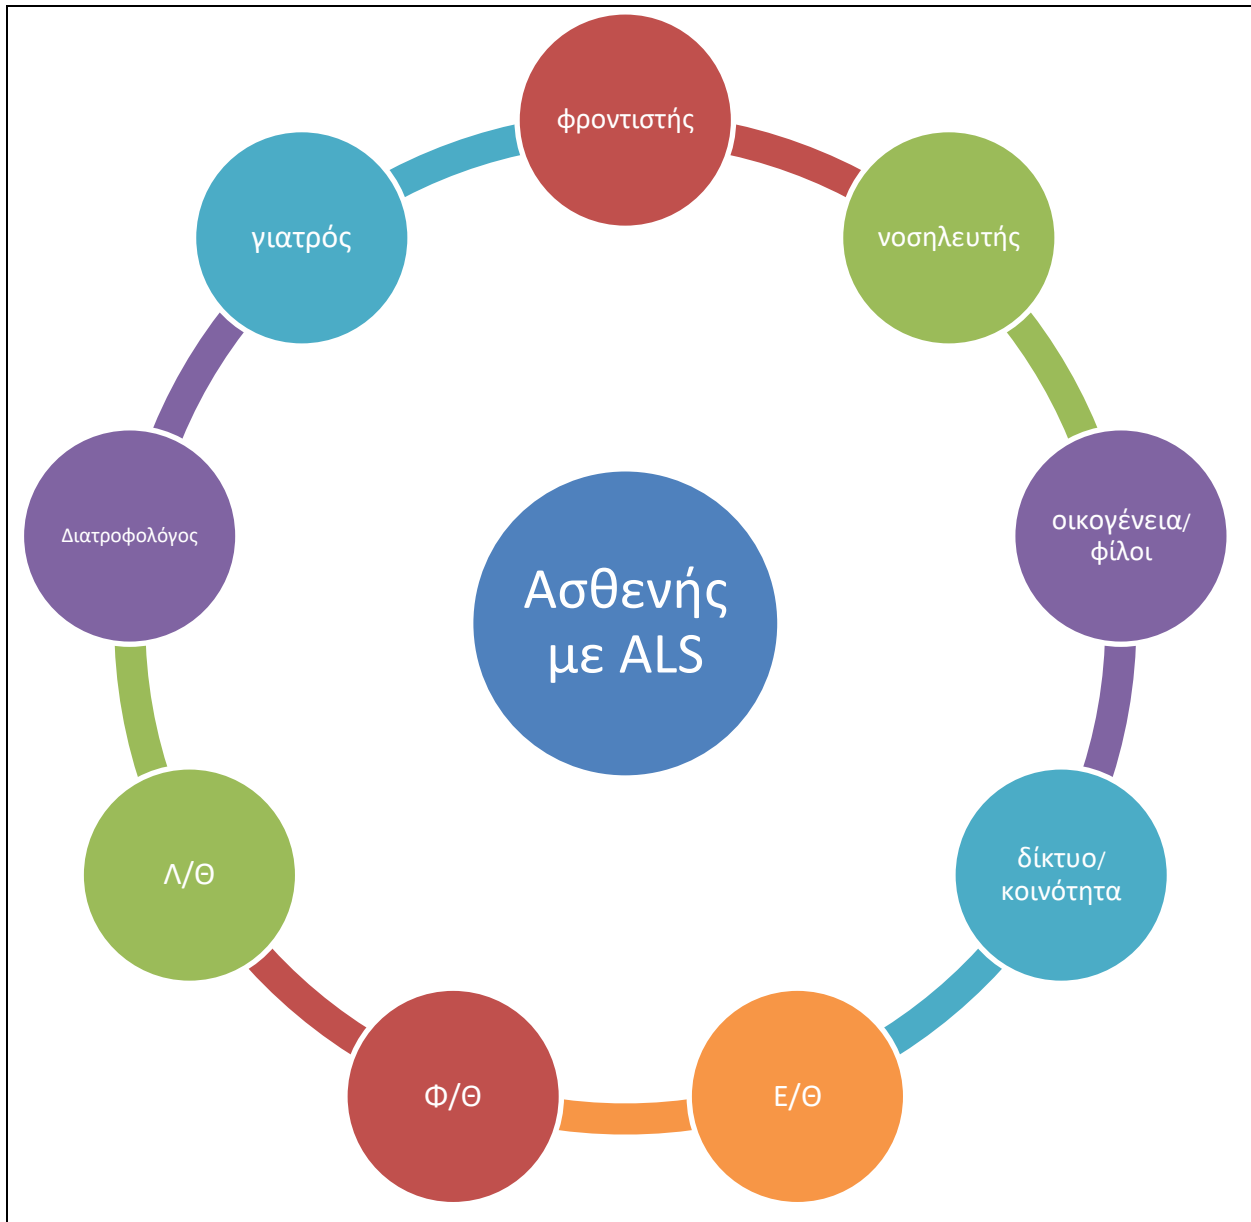 φροντιστής
γιατρός
νοσηλευτής
Διατροφολόγος
οικογένεια/
φίλοι
Ασθενής
με ALS
Λ/Θ
δίκτυο/
κοινότητα
Φ/Θ
Ε/Θ